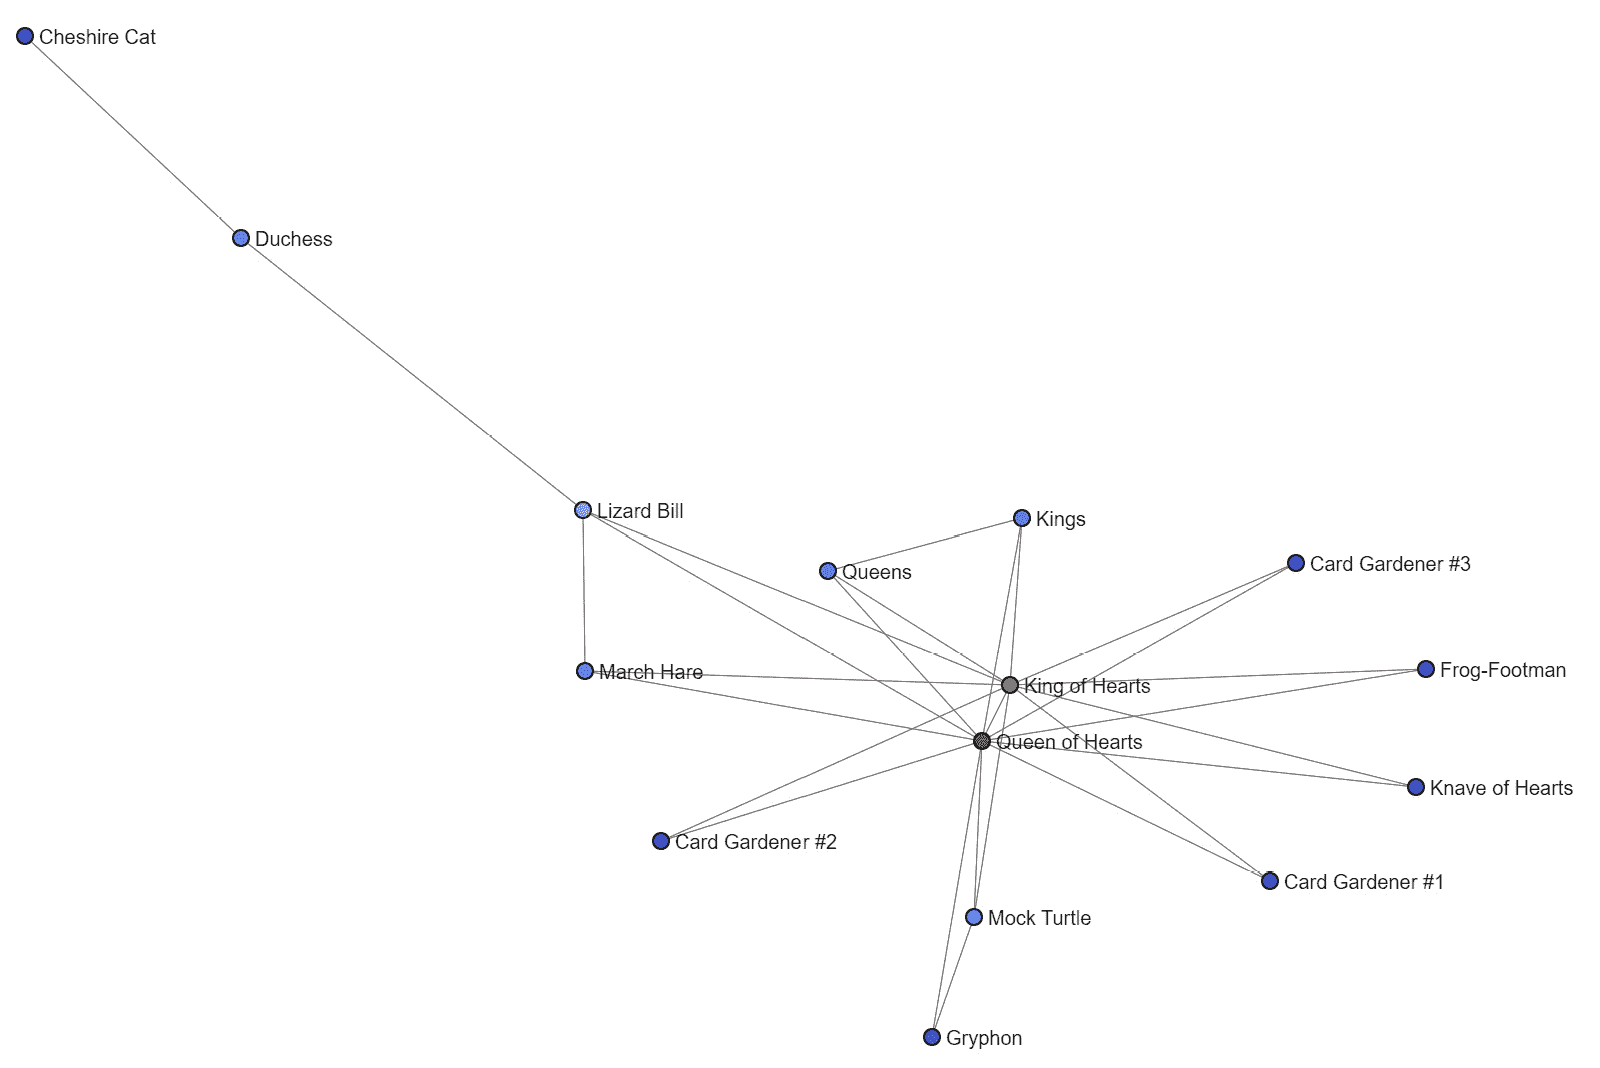 Cheshire Cat
Duchess
Lizard Bill
Kings
Card Gardener #3
Queens
March Hare
Frog-Footman
King of Hearts
Queen of Hearts
Knave of Hearts
Card Gardener #2
Card Gardener #1
Mock Turtle
Gryphon